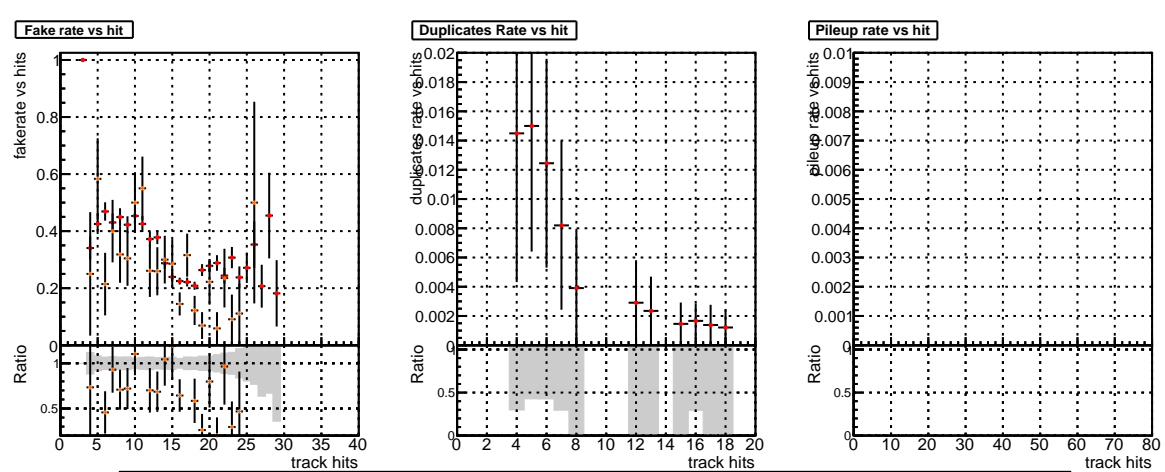 Fake rate vs hit
fakerate vs hits
1
0.8
0.6
0.4
0.2
0
Ratio
1
0.5
0 5 10 15 20 25 30 35 40
track hits
Duplicates Rate vs hit
duplicates rate vs hits
0.02
0.018
0.016
0.014
0.012
0.01
0.008
0.006
0.004
0.002
0
Ratio
1
0.5
0
0 2 4 6 8 10 12 14 16 18 20
track hits
Pileup rate vs hit
pileup rate vs hits
0.01
0.009
0.008
0.007
0.006
0.005
0.004
0.003
0.002
0.001
0
Ratio
1
0.5
0
0 10 20 30 40 50 60 70 80
track hits